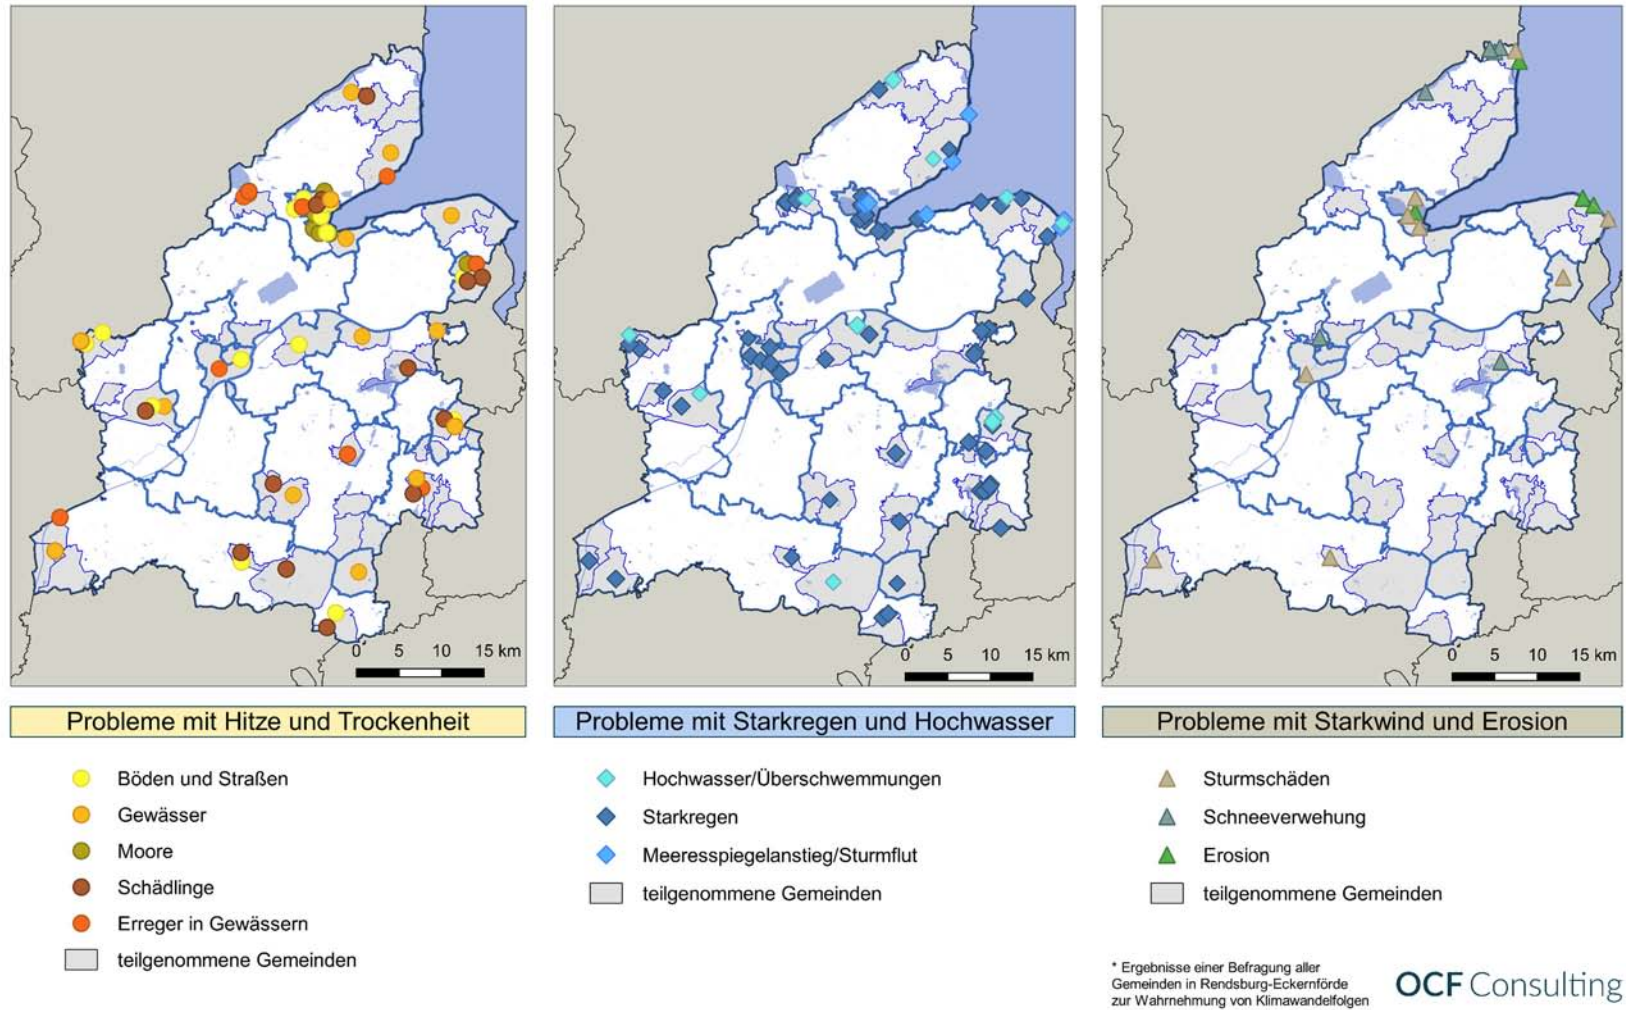 0 5 10 15 km
0 5 10 15 km
0 5 10 15 km
Probleme mit Hitze und Trockenheit
Böden und Straßen
Gewässer
Moore
Schädlinge
Erreger in Gewässern
teilgenommene Gemeinden
Probleme mit Starkregen und Hochwasser
Hochwasser/Überschwemmungen
Starkregen
Meeresspiegelanstieg/Sturmflut
teilgenommene Gemeinden
Probleme mit Starkwind und Erosion
Sturmschäden
Schneeverwehung
Erosion
teilgenommene Gemeinden
* Ergebnisse einer Befragung aller
Gemeinden in Rendsburg-Eckernförde
zur Wahrnehmung von Klimawandelfolgen
OCF Consulting